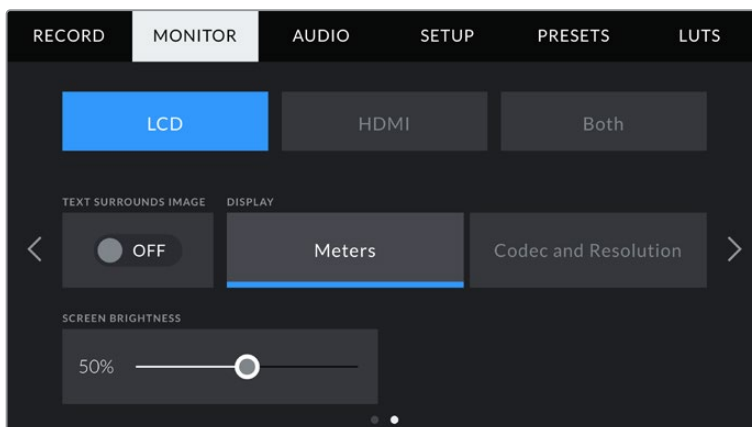 RECORD MONITOR AUDIO SETUP PRESETS LUTS
LCD HDMI Both
TEXT SURROUNDS IMAGE DISPLAY
OFF Meters Codec and Resolution
SCREEN BRIGHTNESS
50%